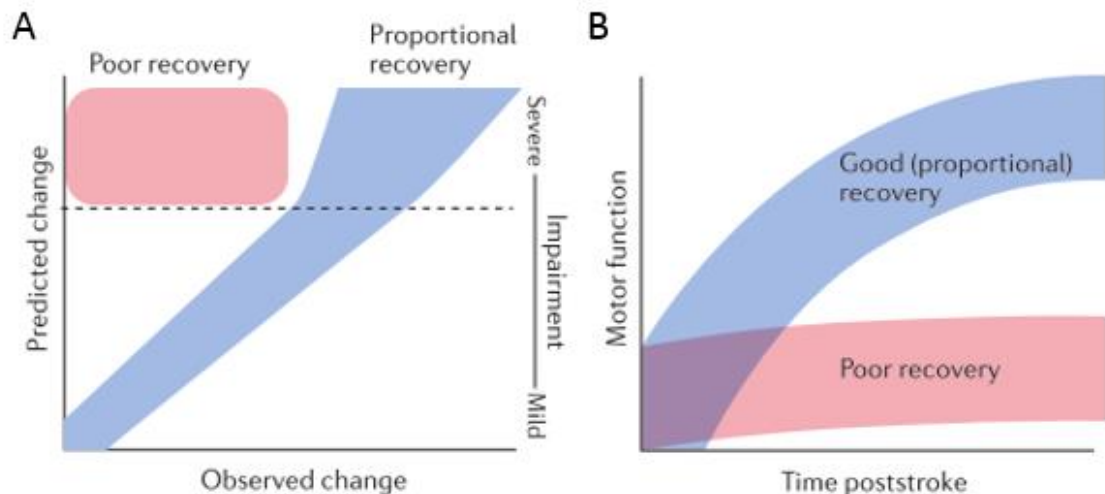 A
Poor recovery
Proportional
recovery
Predicted change
Observed change
Severe
Impairment
Mild
B
Motor function
Good (proportional)
recovery
Poor recovery
Time poststroke